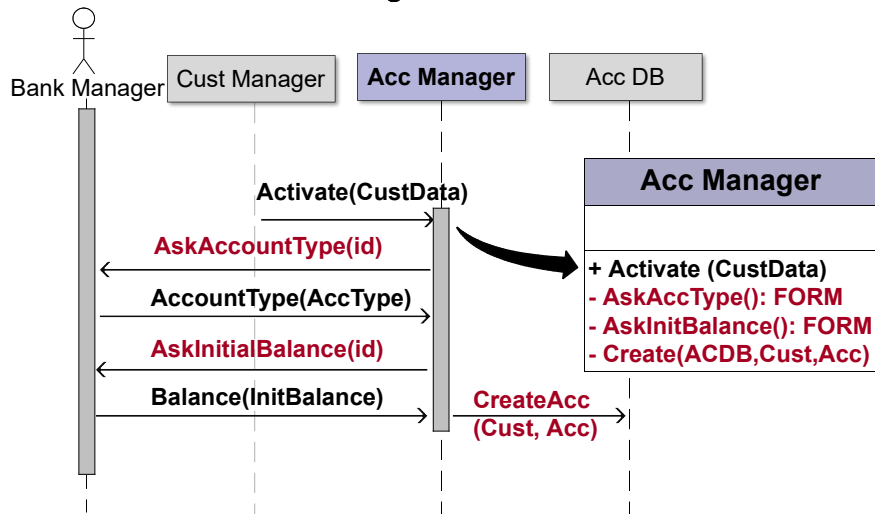 Bank Manager
Cust Manager
Acc Manager
Acc DB
Activate(CustData)
AskAccountType(id)
AccountType(AccType)
AskInitialBalance(id)
Balance(InitBalance)
CreateAcc
(Cust, Acc)
Acc Manager
+ Activate (CustData)
- AskAccType(): FORM
- AskInitBalance(): FORM
- Create(ACDB,Cust,Acc)